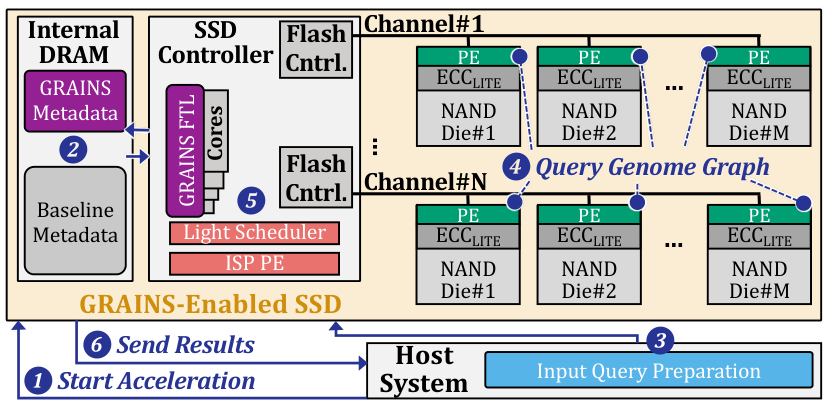 Internal
DRAM
GRAINS
Metadata
2
Baseline
Metadata
SSD
Controller
GRAINS FTL
Cores
5
Light Scheduler
ISP PE
Flash
Cntrl.
Flash
Cntrl.
Channel#1
PE
ECCLITE
NAND
Die#1
PE
ECCLITE
NAND
Die#2
...
PE
ECCLITE
NAND
Die#M
...
4 Query Genome Graph
Channel#N
PE
ECCLITE
NAND
Die#1
PE
ECCLITE
NAND
Die#2
...
PE
ECCLITE
NAND
Die#M
GRAINS-Enabled SSD
6 Send Results
1 Start Acceleration
3
Host
System
Input Query Preparation